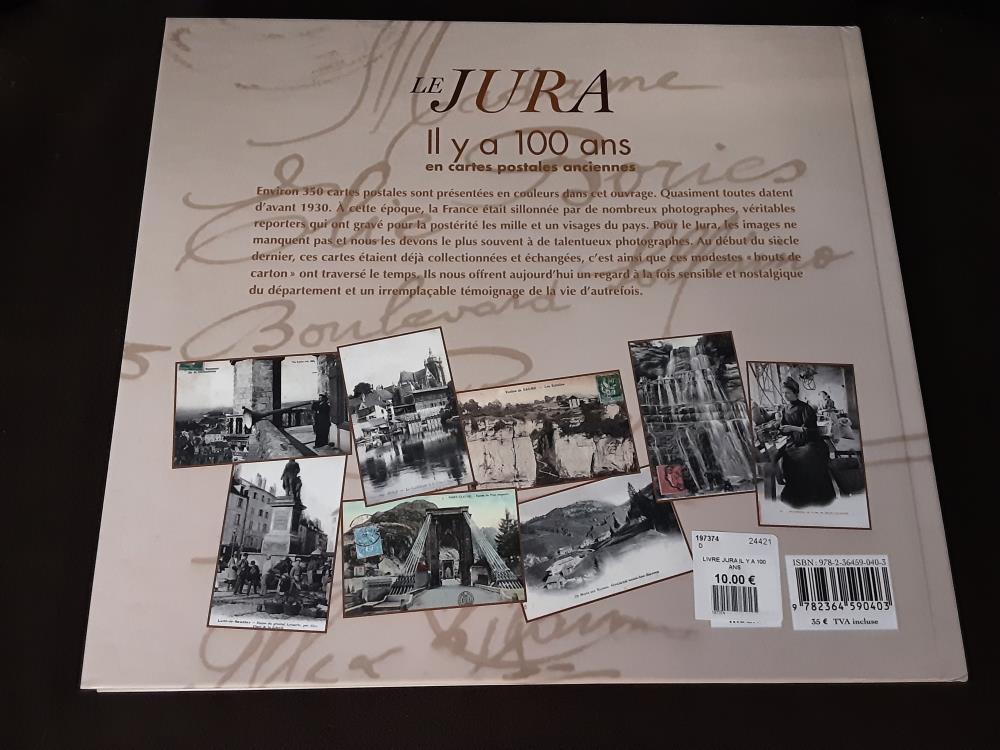 LE JURA
Il y a 100 ans
en cartes postales anciennes
Environ 350 cartes postales sont présentées en couleurs dans cet ouvrage. Quasiment toutes datent
d'avant 1930. À cette époque, la France était sillonnée par de nombreux photographes, véritables
reporters qui ont gravé pour la postérité les mille et un visages du pays. Pour le Jura, les images ne
manquent pas et nous les devons le plus souvent à de talentueux photographes. Au début du siècle
dernier, ces cartes étaient déjà collectionnées et échangées, c'est ainsi que ces modestes « bouts de
carton » ont traversé le temps. Ils nous offrent aujourd'hui un regard à la fois sensible et nostalgique
du département et un irremplaçable témoignage de la vie d'autrefois.
Madame
Elie Bories
Boulevard
197374 24421
D
LIVRE JURA IL Y A 100
ANS
10.00 €
ISBN: 978-2-36459-040-3
9 782364 590403
35 € TVA incluse